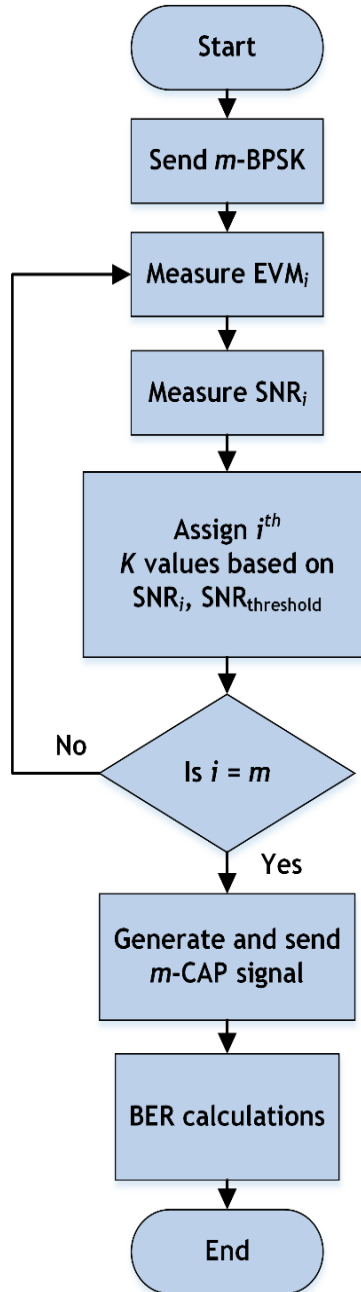 Start
Send m-BPSK
Measure EVMᵢ
Measure SNRᵢ
Assign iᵗʰ
K values based on
SNRᵢ, SNRthreshold
No
Is i = m
Yes
Generate and send
m-CAP signal
BER calculations
End